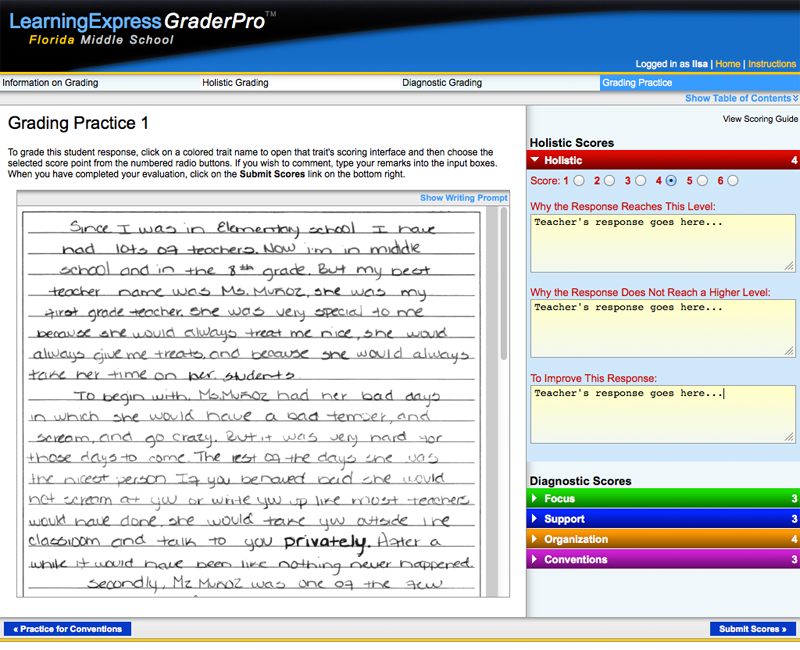 LearningExpress GraderPro™
Florida Middle School
Logged in as lisa | Home | Instructions
Information on Grading
Holistic Grading
Diagnostic Grading
Grading Practice
Show Table of Contents
Grading Practice 1
View Scoring Guide
To grade this student response, click on a colored trait name to open that trait's scoring interface and then choose the
selected score point from the numbered radio buttons. If you wish to comment, type your remarks into the input boxes.
When you have completed your evaluation, click on the Submit Scores link on the bottom right.
Show Writing Prompt
Since I was in Elementary school I have
had lots of teachers. Now I'm in middle
school and in the 8th grade. But my best
teacher name was Ms. Muñoz, she was my
first grade teacher. She was very special to me
because she would always treat me nice, she would
always give me treats, and because she would always
take her time on her students.
To begin with, Ms. Muñoz had her bad days
in which she would have a bad temper, and
scream, and go crazy. But it was very hard for
those days to come. The rest of the days she was
the nicest person If you behaved bad she would
not scream at you or write you up like most teachers
would have done, she would take you outside the
classroom and talk to you privately. After a
while it would have been like nothing never happened.
Secondly, Mz Munoz was one of the few
Holistic Scores
Holistic 4
Score: 1 2 3 4 5 6
Why the Response Reaches This Level:
Teacher's response goes here...
Why the Response Does Not Reach a Higher Level:
Teacher's response goes here...
To Improve This Response:
Teacher's response goes here...
Diagnostic Scores
Focus 3
Support 3
Organization 4
Conventions 3
« Practice for Conventions
Submit Scores »